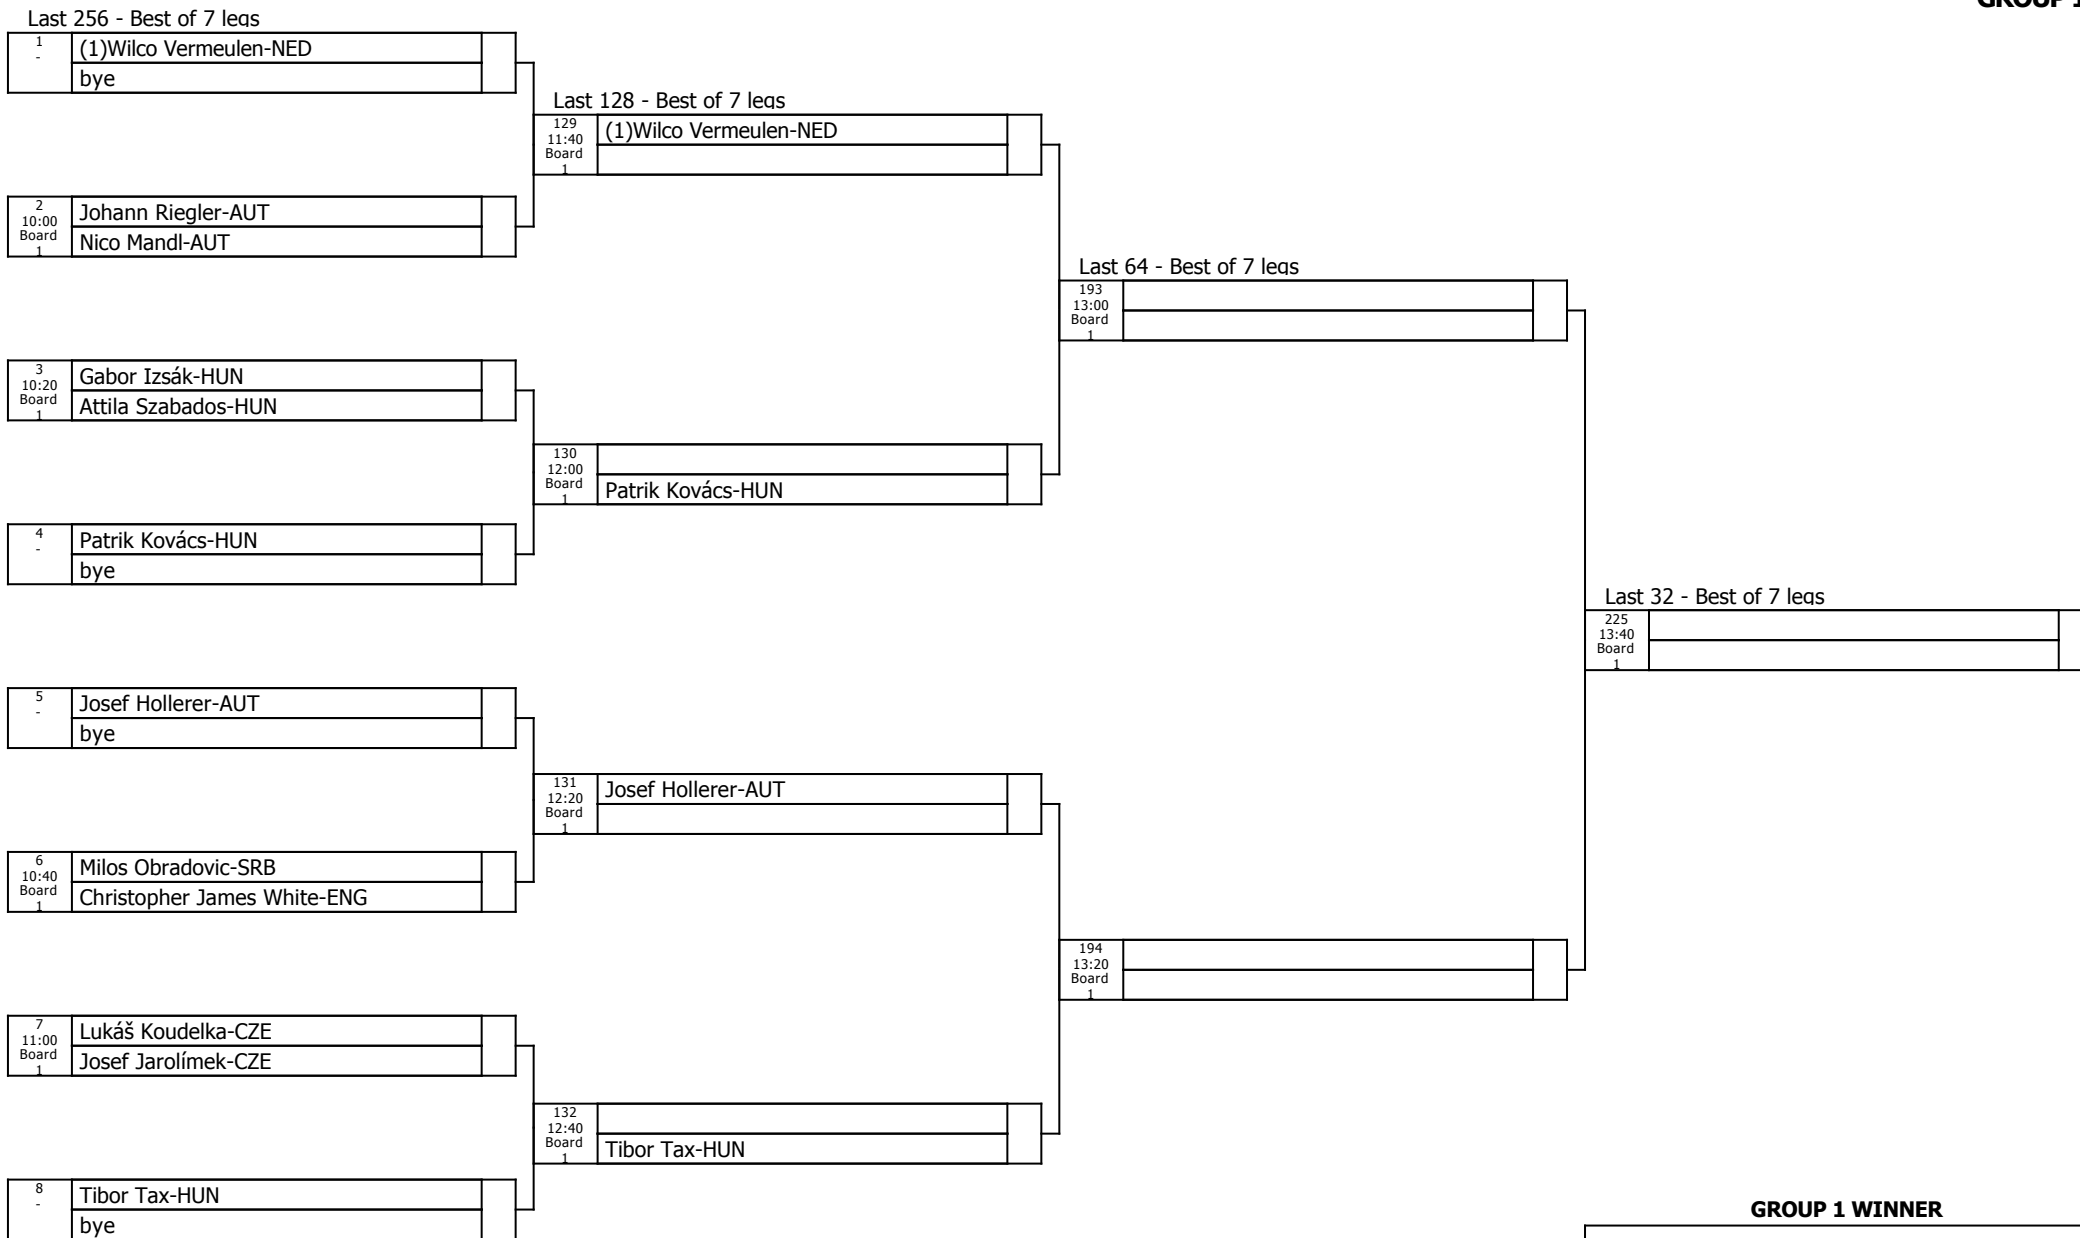 GROUP 1
Last 256 - Best of 7 legs
1
-
(1)Wilco Vermeulen-NED
bye
2
10:00
Board
1
Johann Riegler-AUT
Nico Mandl-AUT
3
10:20
Board
1
Gabor Izsák-HUN
Attila Szabados-HUN
4
-
Patrik Kovács-HUN
bye
5
-
Josef Hollerer-AUT
bye
6
10:40
Board
1
Milos Obradovic-SRB
Christopher James White-ENG
7
11:00
Board
1
Lukáš Koudelka-CZE
Josef Jarolímek-CZE
8
-
Tibor Tax-HUN
bye
Last 128 - Best of 7 legs
129
11:40
Board
1
(1)Wilco Vermeulen-NED
130
12:00
Board
1
Patrik Kovács-HUN
131
12:20
Board
1
Josef Hollerer-AUT
132
12:40
Board
1
Tibor Tax-HUN
Last 64 - Best of 7 legs
193
13:00
Board
1
194
13:20
Board
1
Last 32 - Best of 7 legs
225
13:40
Board
1
GROUP 1 WINNER